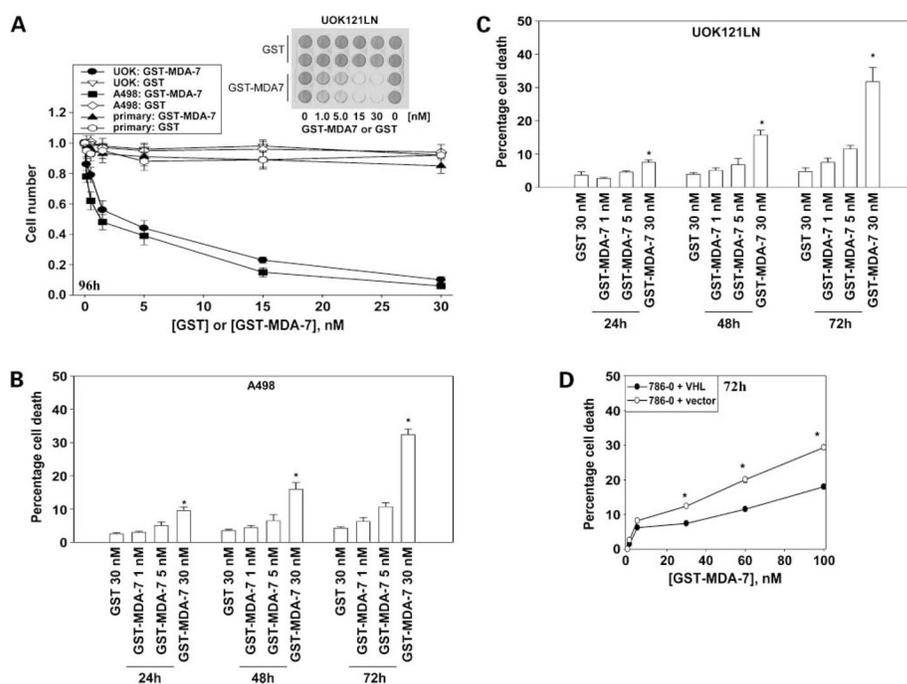 A
UOK121LN
GST
GST-MDA7
0 1.0 5.0 15 30 0 [nM]
GST-MDA7 or GST
UOK: GST-MDA-7
UOK: GST
A498: GST-MDA-7
A498: GST
primary: GST-MDA-7
primary: GST
Cell number
1.2
1.0
0.8
0.6
0.4
0.2
0.0
96h
0 5 10 15 20 25 30
[GST] or [GST-MDA-7], nM
B
A498
Percentage cell death
50
40
30
20
10
0
* * *
GST 30 nM
GST-MDA-7 1 nM
GST-MDA-7 5 nM
GST-MDA-7 30 nM
GST 30 nM
GST-MDA-7 1 nM
GST-MDA-7 5 nM
GST-MDA-7 30 nM
GST 30 nM
GST-MDA-7 1 nM
GST-MDA-7 5 nM
GST-MDA-7 30 nM
24h 48h 72h
C
UOK121LN
Percentage cell death
50
40
30
20
10
0
* * *
GST 30 nM
GST-MDA-7 1 nM
GST-MDA-7 5 nM
GST-MDA-7 30 nM
GST 30 nM
GST-MDA-7 1 nM
GST-MDA-7 5 nM
GST-MDA-7 30 nM
GST 30 nM
GST-MDA-7 1 nM
GST-MDA-7 5 nM
GST-MDA-7 30 nM
24h 48h 72h
D
786-0 + VHL
786-0 + vector
72h
Percentage cell death
50
40
30
20
10
0
* * *
0 20 40 60 80 100
[GST-MDA-7], nM